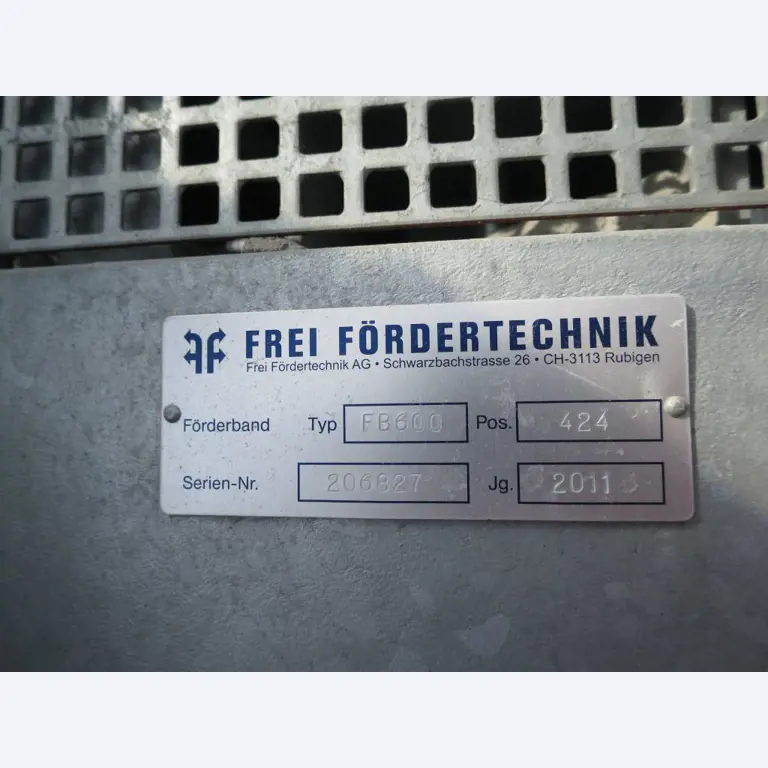 FREI FÖRDERTECHNIK
Frei Fördertechnik AG • Schwarzbachstrasse 26 • CH-3113 Rubigen
Förderband Typ FB600 Pos. 424
Serien-Nr. 206827 Jg. 2011